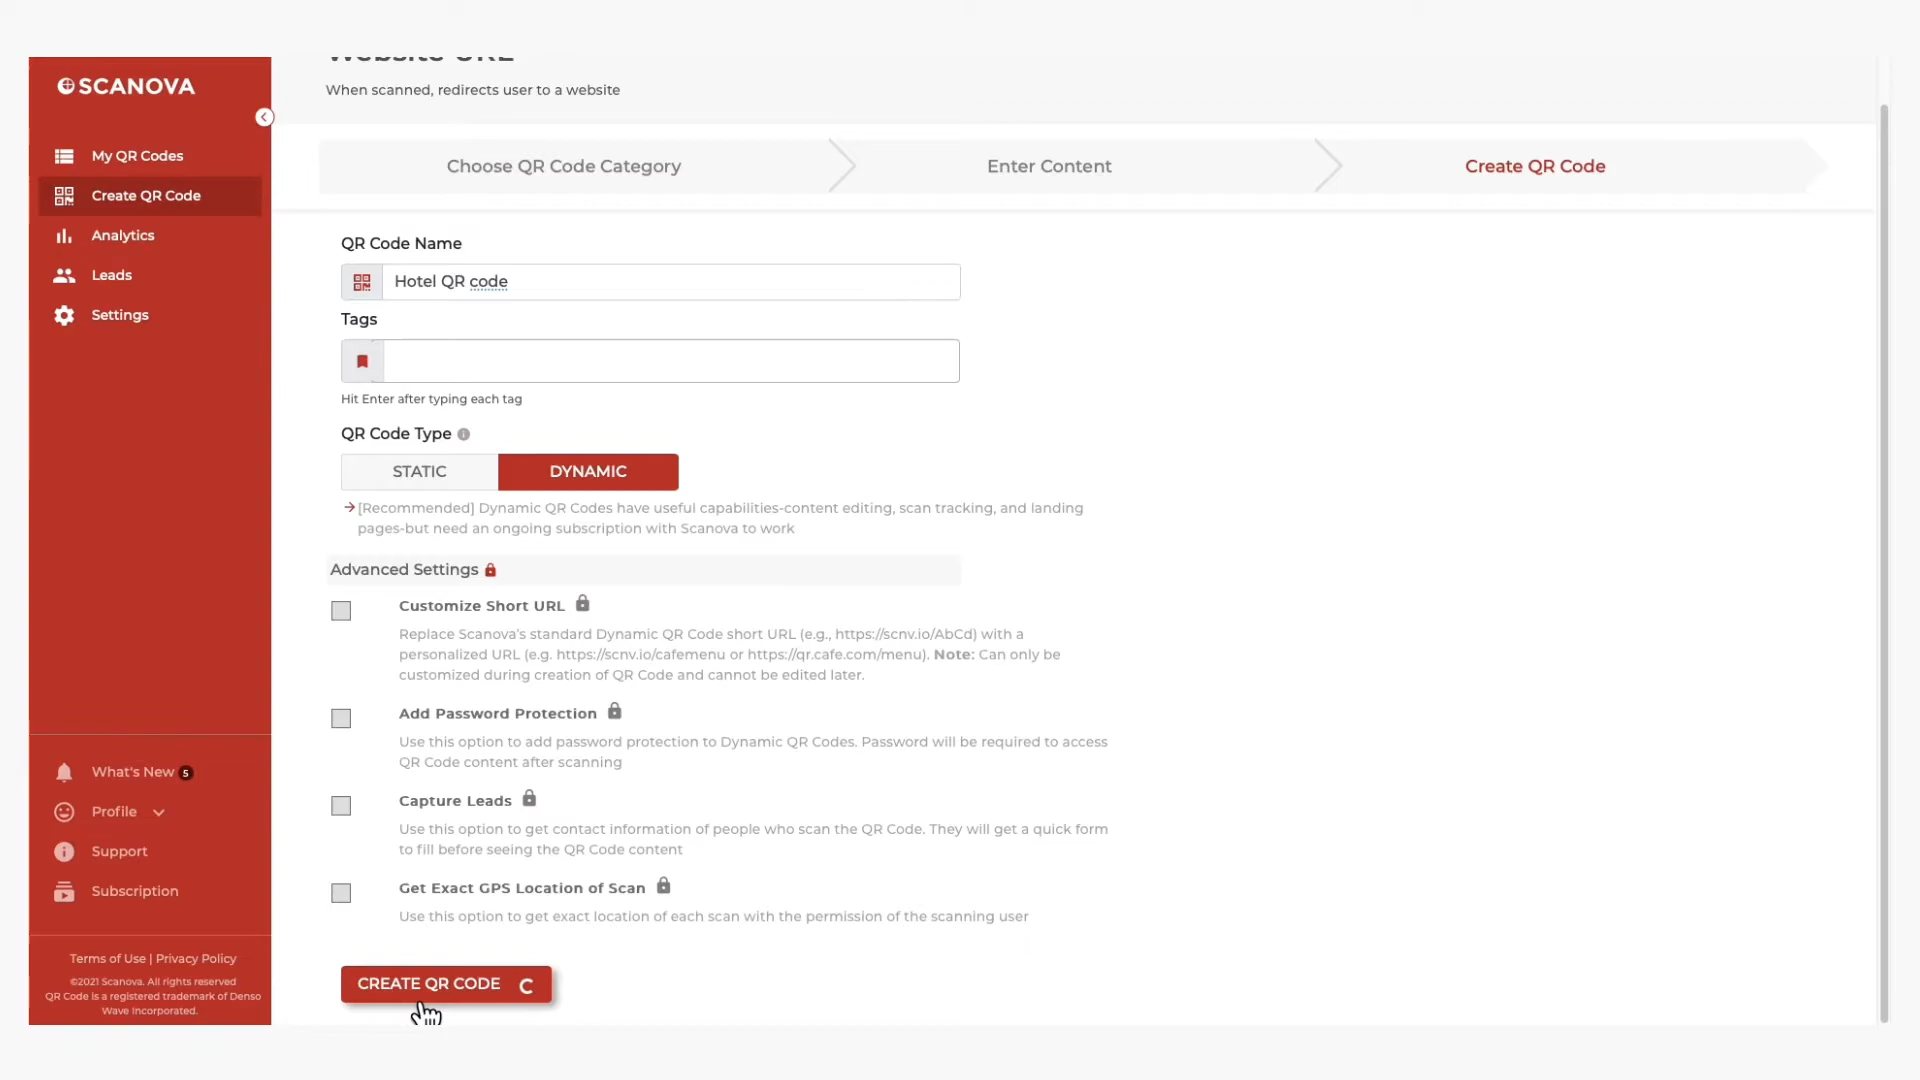 Website URL
When scanned, redirects user to a website
SCANOVA
My QR Codes
Create QR Code
Analytics
Leads
Settings
What's New 5
Profile
Support
Subscription
Terms of Use | Privacy Policy
©2021 Scanova. All rights reserved
QR Code is a registered trademark of Denso
Wave Incorporated.
Choose QR Code Category
Enter Content
Create QR Code
QR Code Name
Hotel QR code
Tags
Hit Enter after typing each tag
QR Code Type
STATIC
DYNAMIC
[Recommended] Dynamic QR Codes have useful capabilities-content editing, scan tracking, and landing
pages-but need an ongoing subscription with Scanova to work
Advanced Settings
Customize Short URL
Replace Scanova's standard Dynamic QR Code short URL (e.g., https://scnv.io/AbCd) with a
personalized URL (e.g. https://scnv.io/cafemenu or https://qr.cafe.com/menu). Note: Can only be
customized during creation of QR Code and cannot be edited later.
Add Password Protection
Use this option to add password protection to Dynamic QR Codes. Password will be required to access
QR Code content after scanning
Capture Leads
Use this option to get contact information of people who scan the QR Code. They will get a quick form
to fill before seeing the QR Code content
Get Exact GPS Location of Scan
Use this option to get exact location of each scan with the permission of the scanning user
CREATE QR CODE